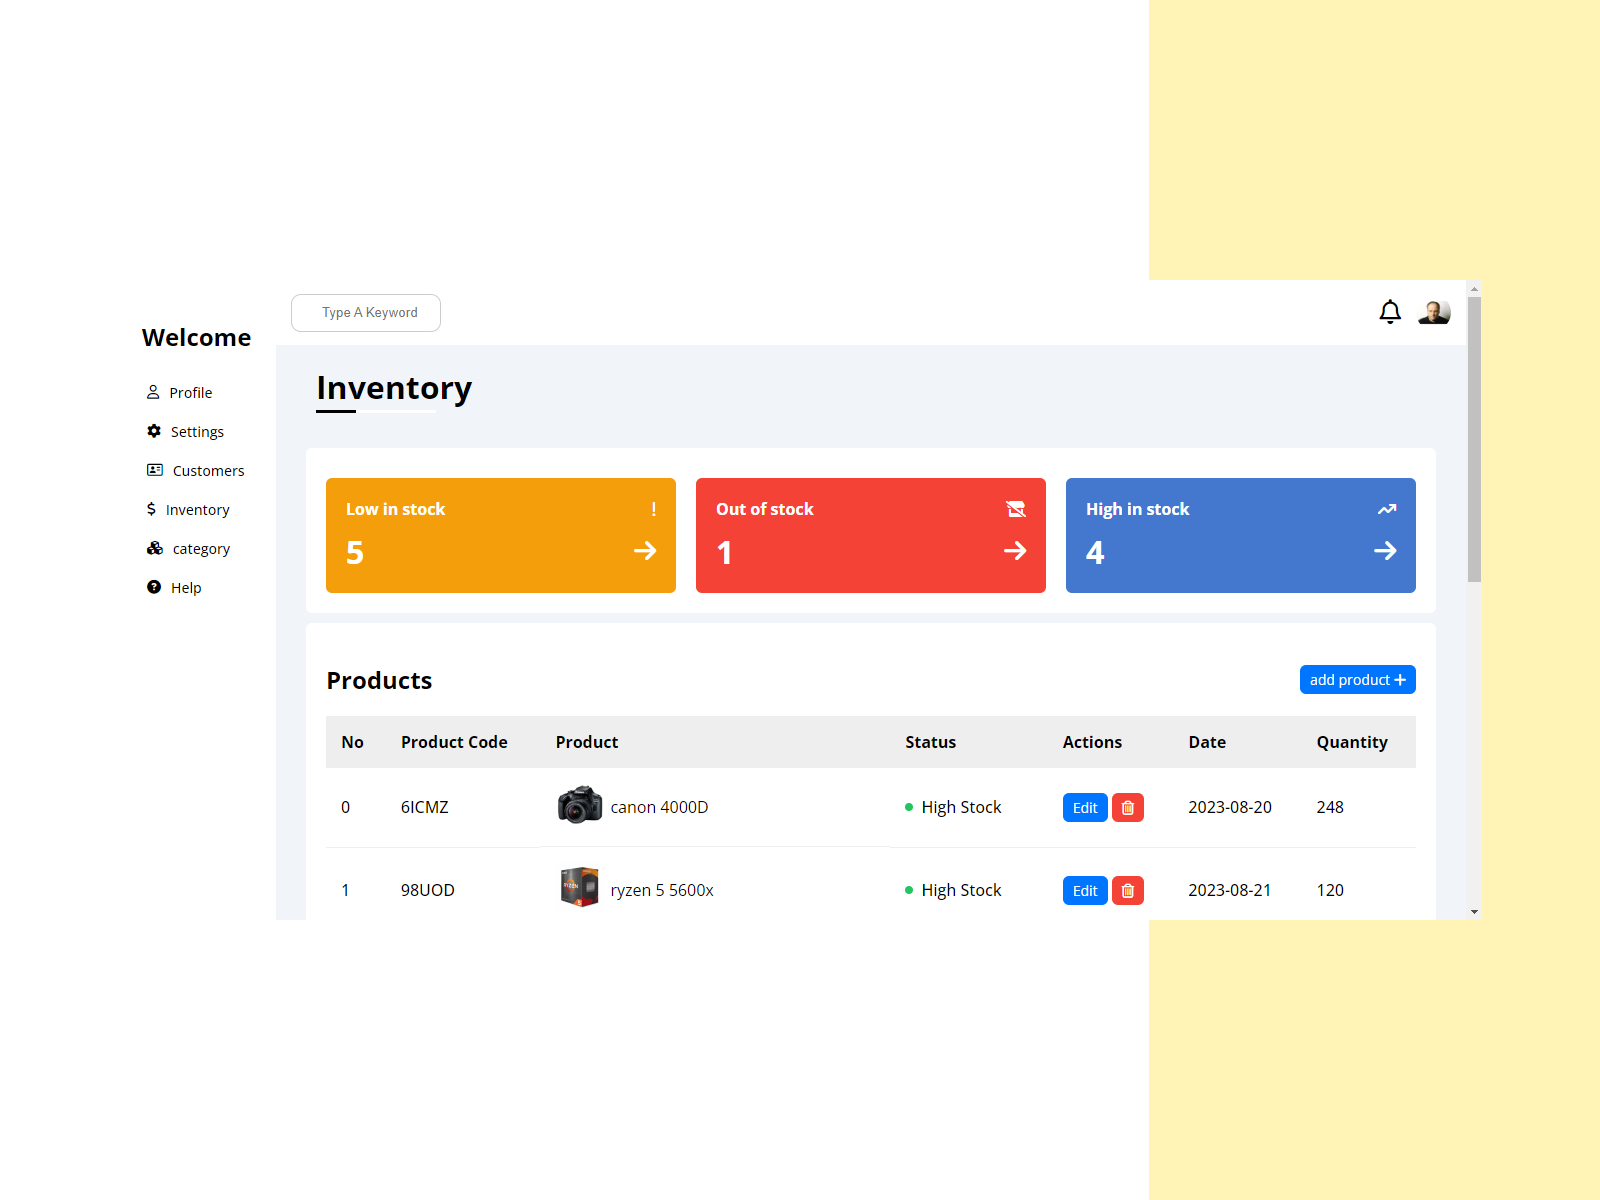 Type A Keyword
Welcome
Profile
Settings
Customers
Inventory
category
Help
Inventory
Low in stock !
5
Out of stock
1
High in stock
4
Products
add product +
No Product Code Product Status Actions Date Quantity
0 6ICMZ canon 4000D High Stock Edit 2023-08-20 248
1 98UOD RYZEN ryzen 5 5600x High Stock Edit 2023-08-21 120